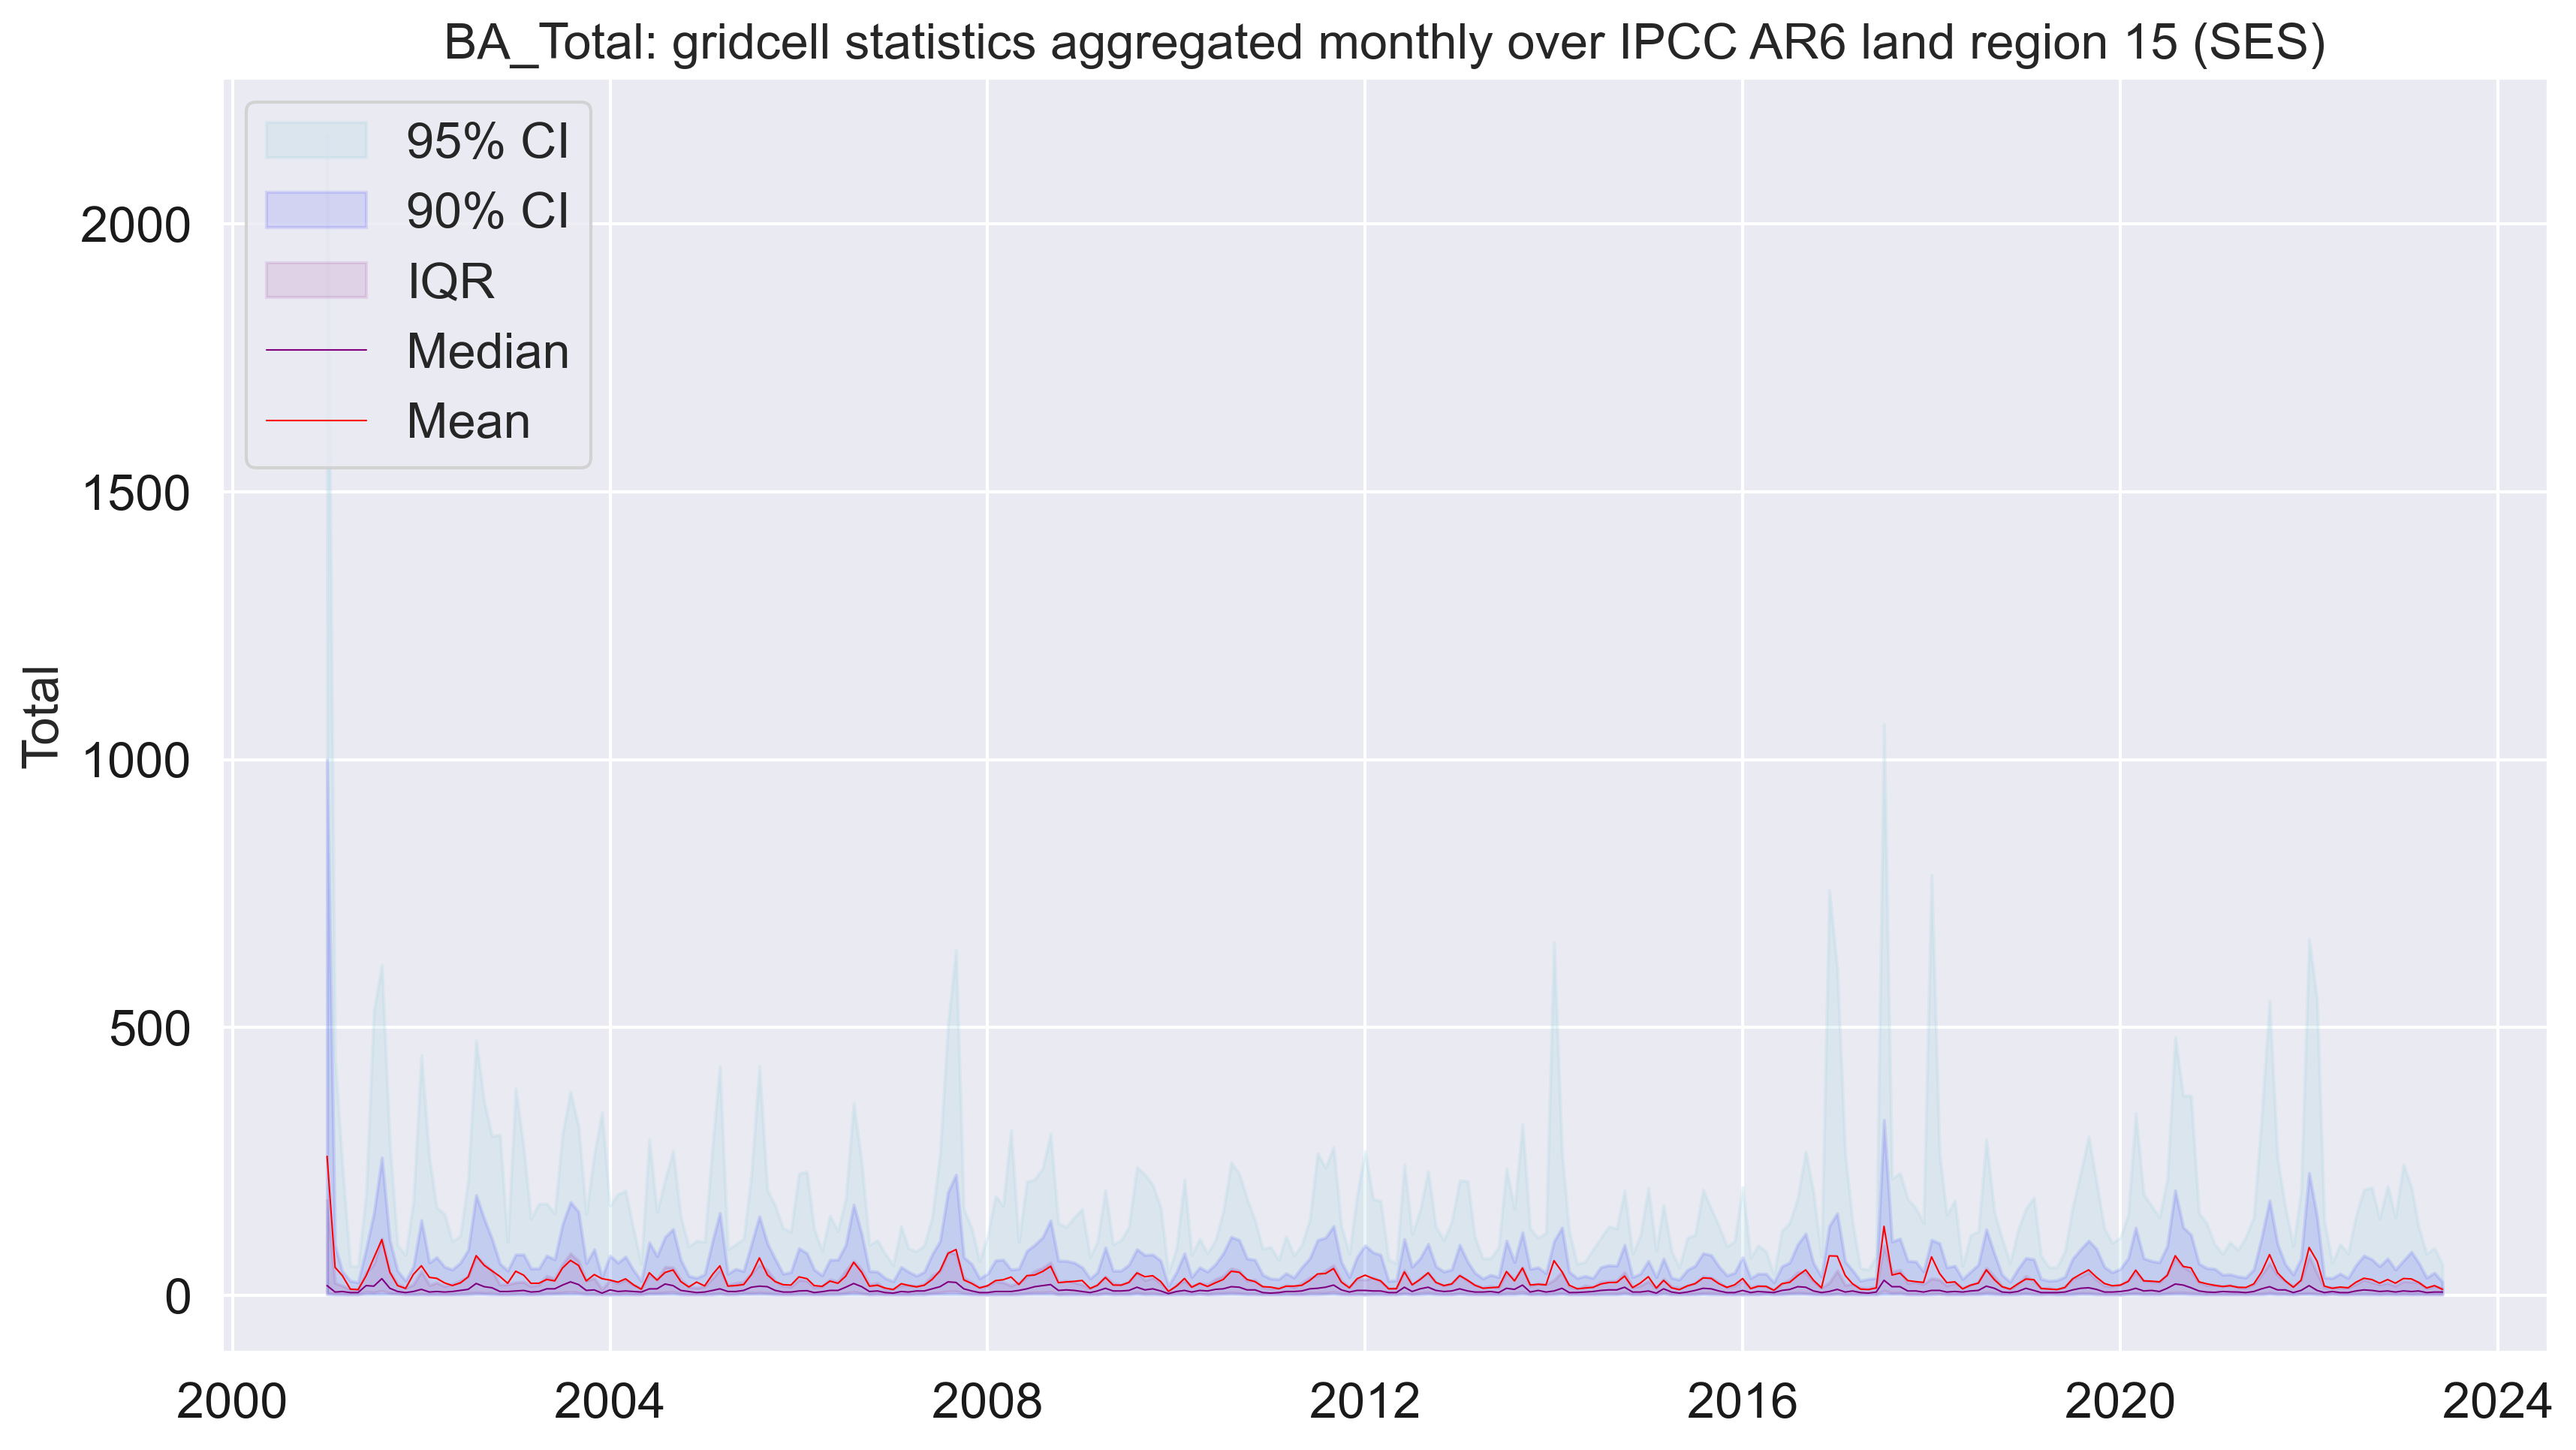 BA_Total: gridcell statistics aggregated monthly over IPCC AR6 land region 15 (SES)
95% CI
90% CI
IQR
Median
Mean
Total
2000
1500
1000
500
0
2000
2004
2008
2012
2016
2020
2024